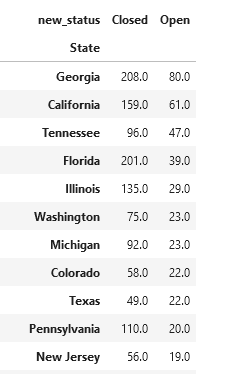 new_status Closed Open
State
Georgia 208.0 80.0
California 159.0 61.0
Tennessee 96.0 47.0
Florida 201.0 39.0
Illinois 135.0 29.0
Washington 75.0 23.0
Michigan 92.0 23.0
Colorado 58.0 22.0
Texas 49.0 22.0
Pennsylvania 110.0 20.0
New Jersey 56.0 19.0